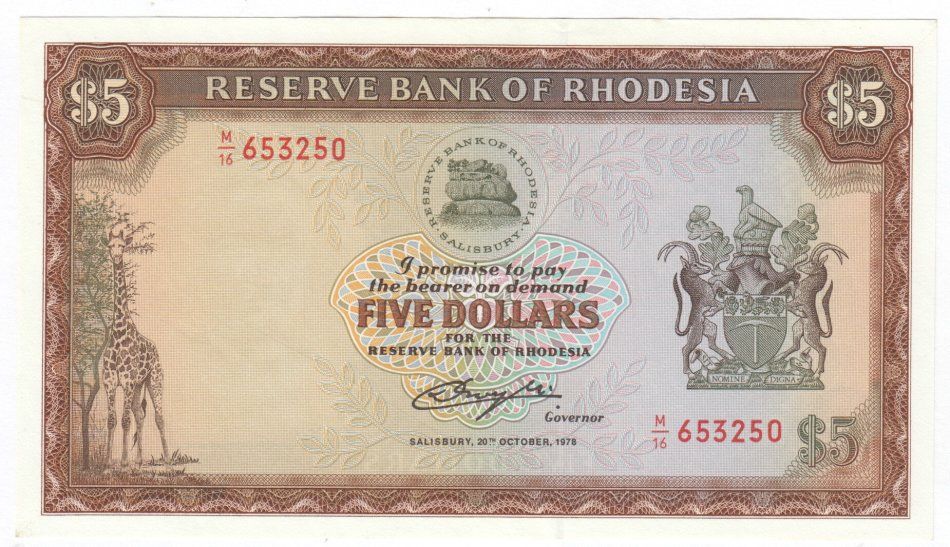 $5
RESERVE BANK OF RHODESIA
$5
M/16 653250
RESERVE BANK OF RHODESIA
SALISBURY
I promise to pay
the bearer on demand
FIVE DOLLARS
FOR THE
RESERVE BANK OF RHODESIA
Governor
NOMINE DIGNA
SALISBURY, 20TH OCTOBER, 1978
M/16 653250
$5